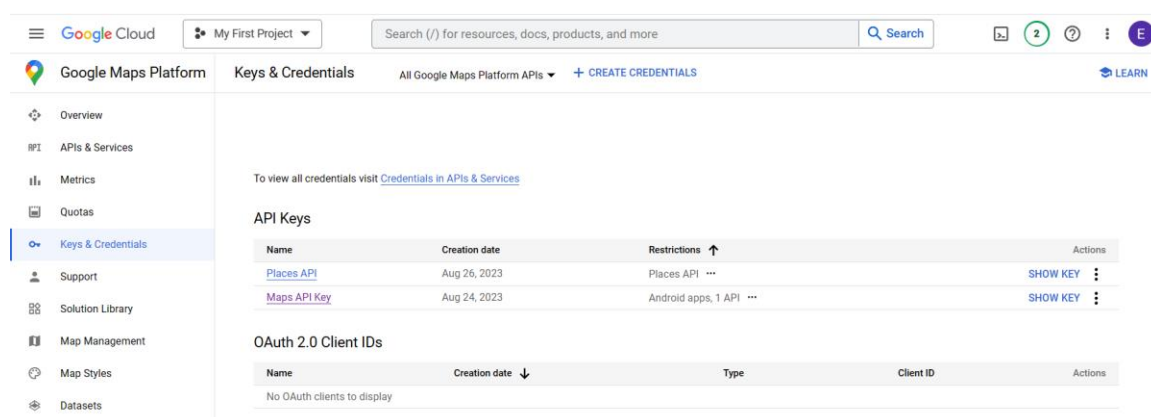 Google Cloud My First Project Search (/) for resources, docs, products, and more Search 2 E
Google Maps Platform Keys & Credentials All Google Maps Platform APIs + CREATE CREDENTIALS LEARN
Overview
API APIs & Services
Metrics
To view all credentials visit Credentials in APIs & Services
Quotas
API Keys
Keys & Credentials
Name Creation date Restrictions Actions
Support
Places API Aug 26, 2023 Places API ••• SHOW KEY
Solution Library
Maps API Key Aug 24, 2023 Android apps, 1 API ••• SHOW KEY
Map Management
OAuth 2.0 Client IDs
Map Styles
Name Creation date Type Client ID Actions
Datasets
No OAuth clients to display